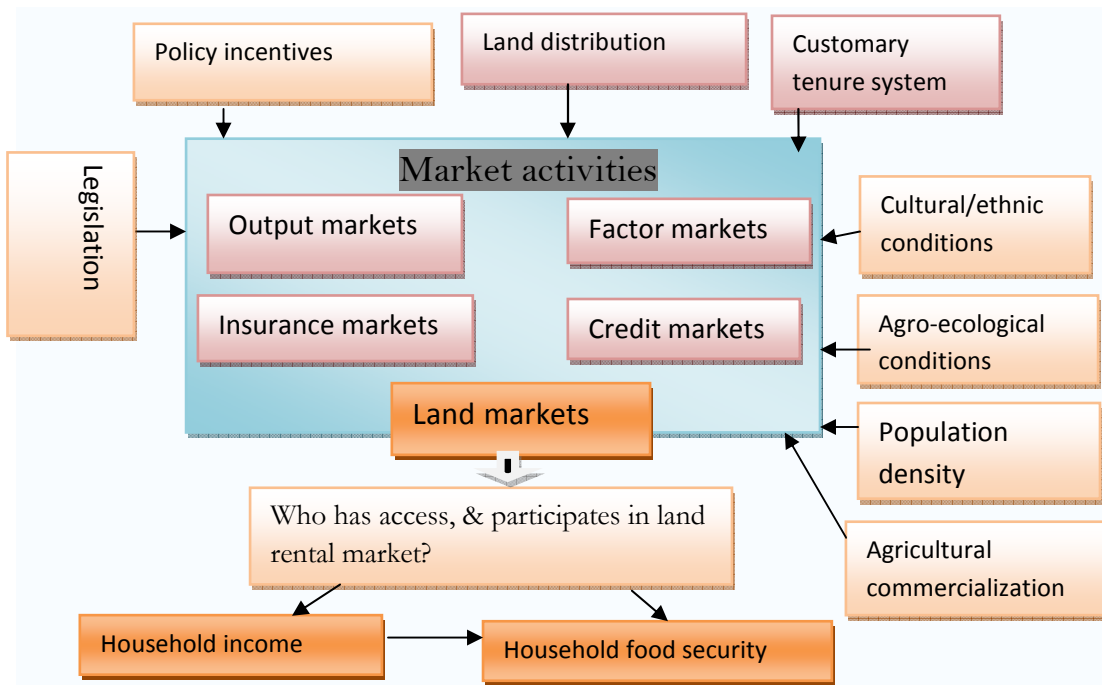 Policy incentives
Land distribution
Customary
tenure system
Legislation
Market activities
Output markets
Factor markets
Insurance markets
Credit markets
Land markets
Cultural/ethnic
conditions
Agro-ecological
conditions
Population
density
Agricultural
commercialization
Who has access, & participates in land
rental market?
Household income
Household food security